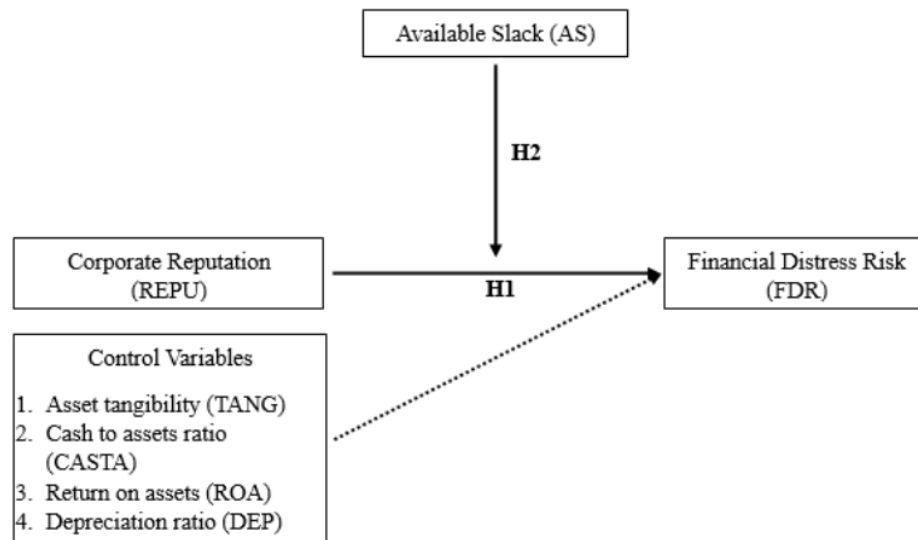 Available Slack (AS)
H2
Corporate Reputation
(REPU)
H1
Financial Distress Risk
(FDR)
Control Variables
1. Asset tangibility (TANG)
2. Cash to assets ratio
(CASTA)
3. Return on assets (ROA)
4. Depreciation ratio (DEP)